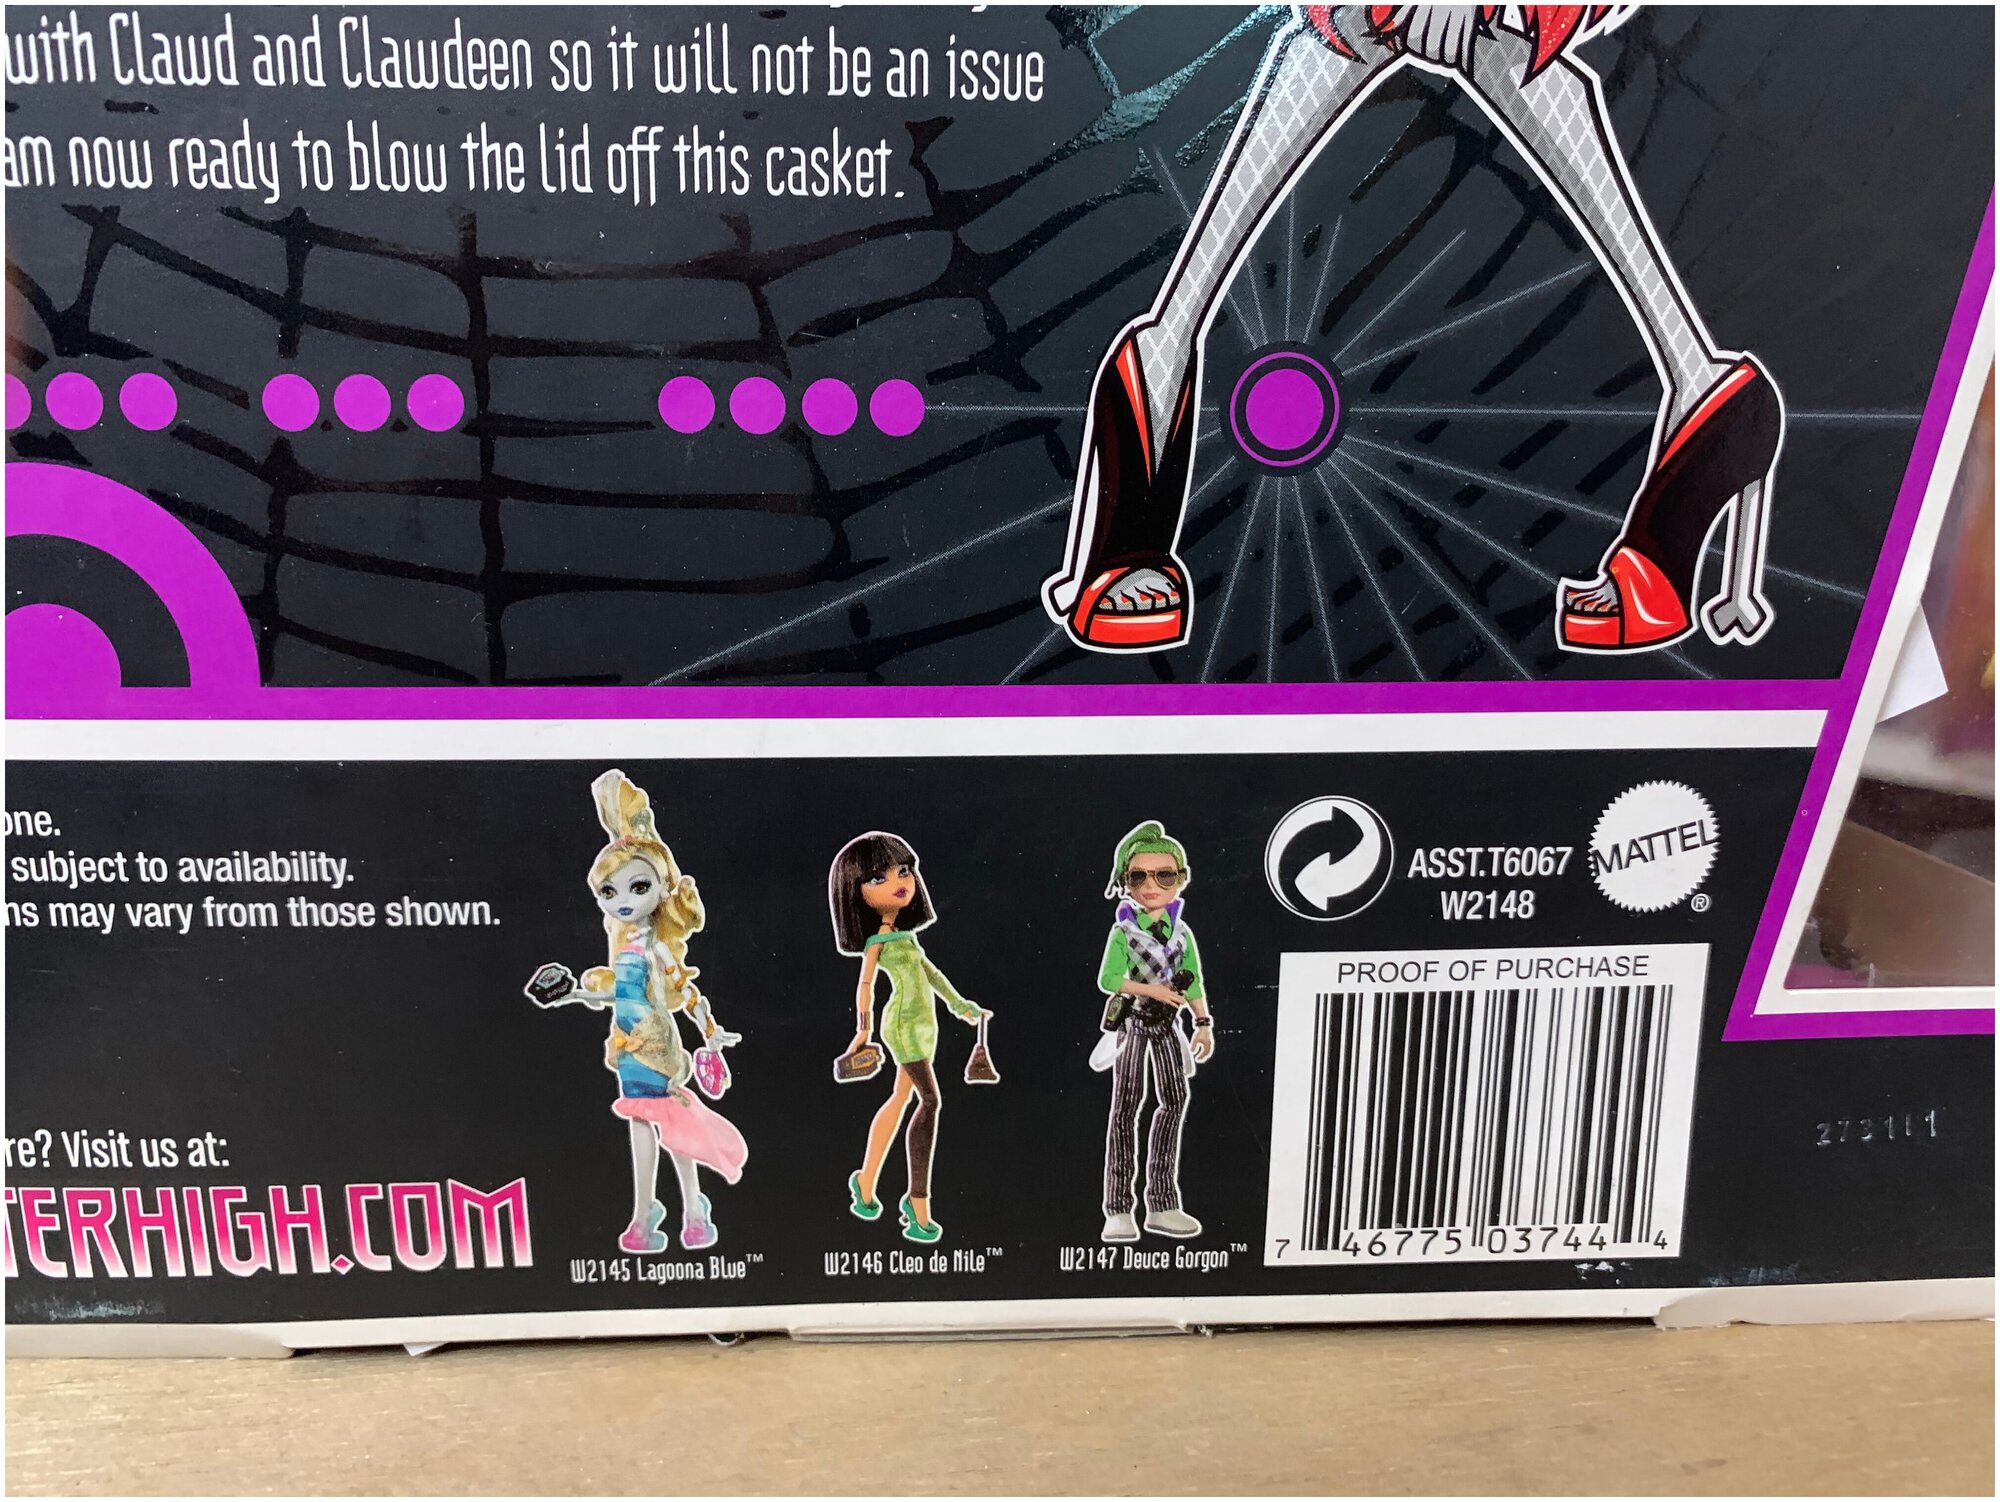 with Clawd and Clawdeen so it will not be an issue
am now ready to blow the lid off this casket.
one.
subject to availability.
ns may vary from those shown.
re? Visit us at:
TERHIGH.COM
W2145 Lagoona Blue™
W2146 Cleo de Nile™
W2147 Deuce Gorgon™
ASST.T6067
W2148
MATTEL
®
PROOF OF PURCHASE
7 46775 03744 4